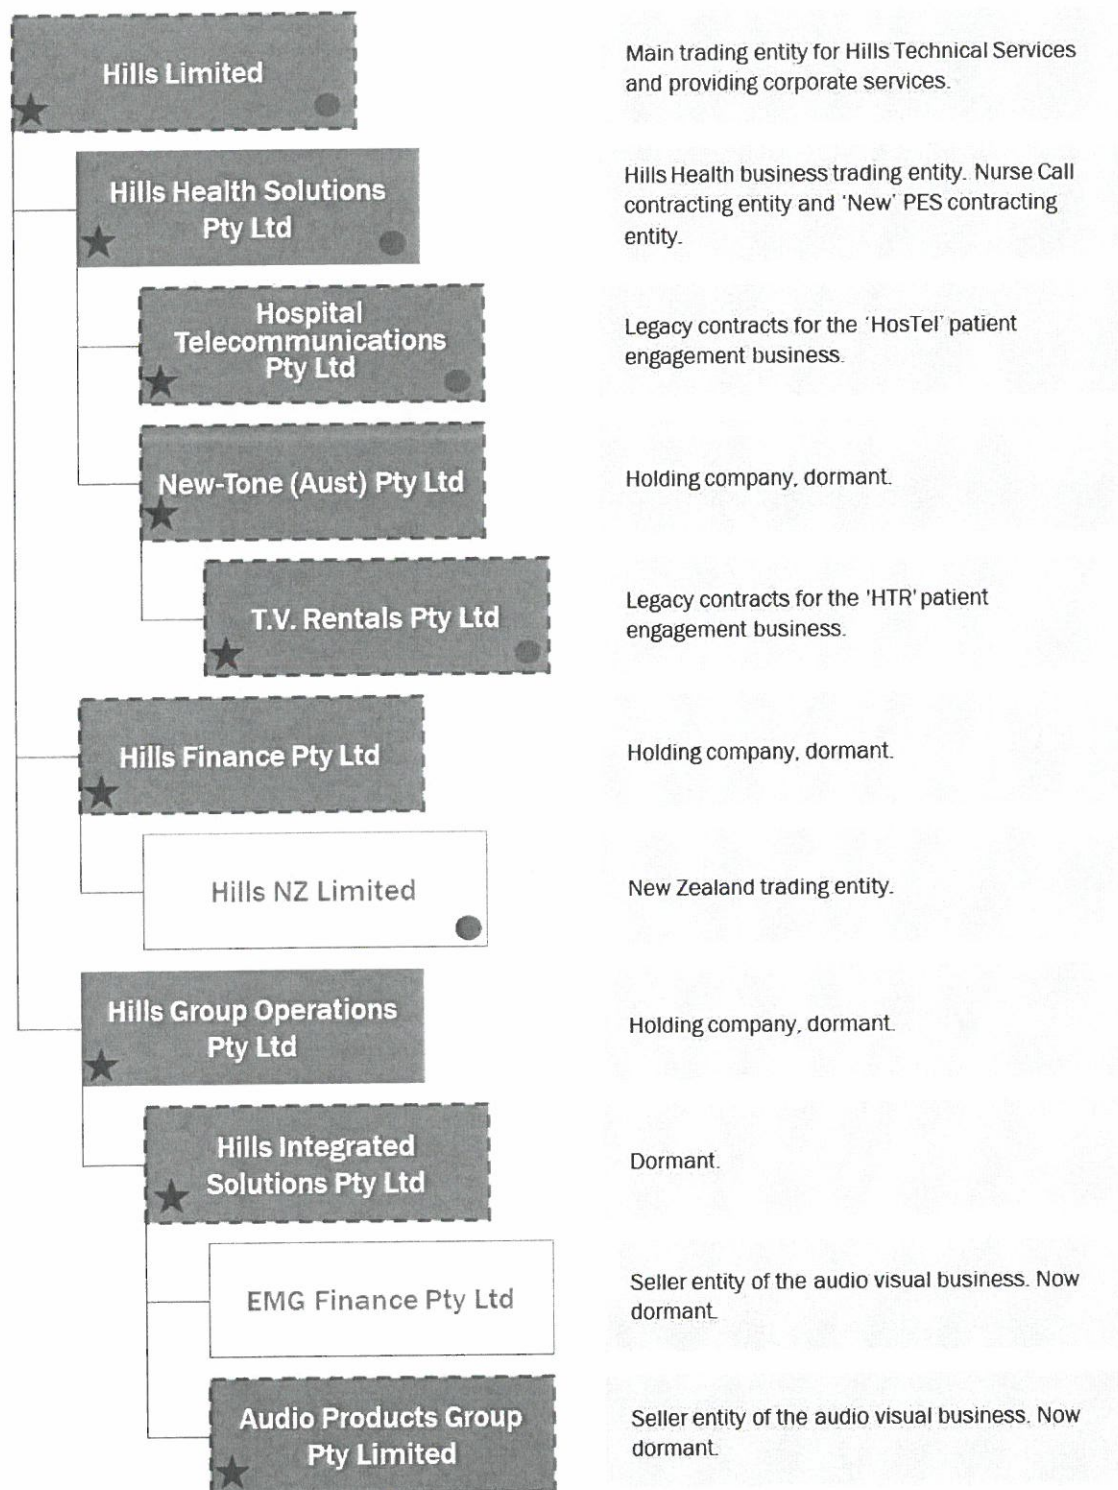 Hills Limited
Main trading entity for Hills Technical Services
and providing corporate services.
Hills Health Solutions
Pty Ltd
Hills Health business trading entity. Nurse Call
contracting entity and 'New' PES contracting
entity.
Hospital
Telecommunications
Pty Ltd
Legacy contracts for the 'HosTel' patient
engagement business.
New-Tone (Aust) Pty Ltd
Holding company, dormant.
T.V. Rentals Pty Ltd
Legacy contracts for the 'HTR' patient
engagement business.
Hills Finance Pty Ltd
Holding company, dormant.
Hills NZ Limited
New Zealand trading entity.
Hills Group Operations
Pty Ltd
Holding company, dormant.
Hills Integrated
Solutions Pty Ltd
Dormant.
EMG Finance Pty Ltd
Seller entity of the audio visual business. Now
dormant.
Audio Products Group
Pty Limited
Seller entity of the audio visual business. Now
dormant.